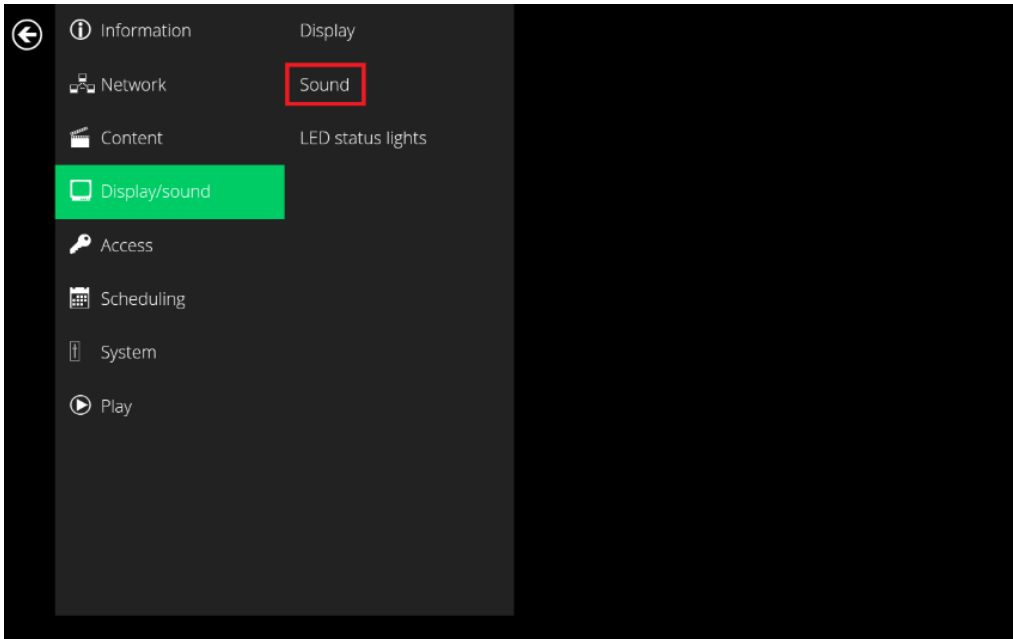 Information
Network
Content
Display/sound
Access
Scheduling
System
Play
Display
Sound
LED status lights